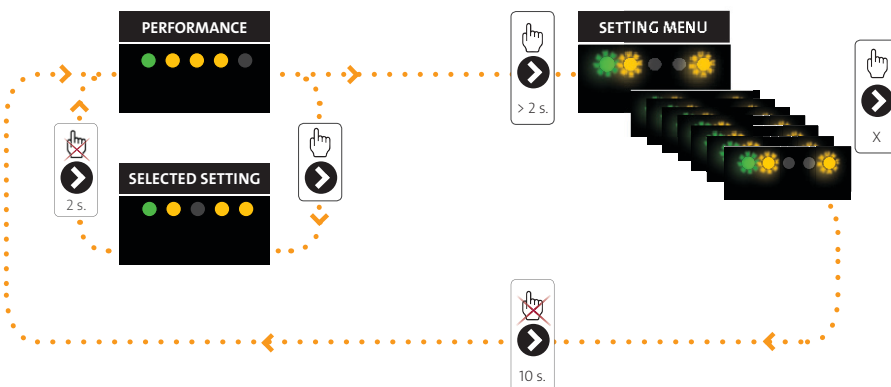 PERFORMANCE
SETTING MENU
> 2 s.
X
SELECTED SETTING
2 s.
10 s.